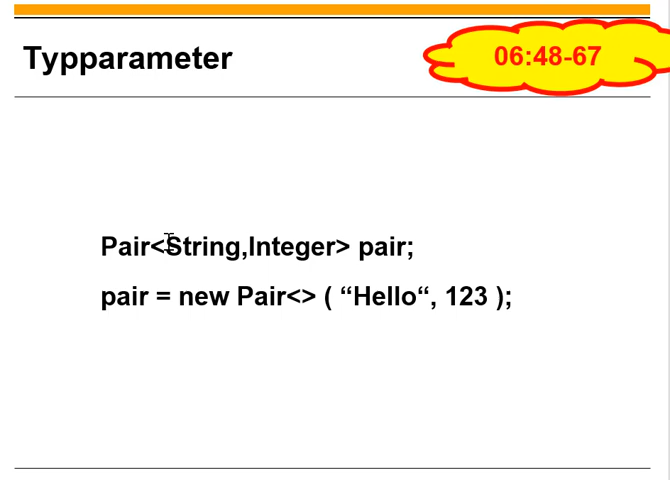 Typparameter
06:48-67
Pair<String,Integer> pair;
pair = new Pair<> ( “Hello“, 123 );